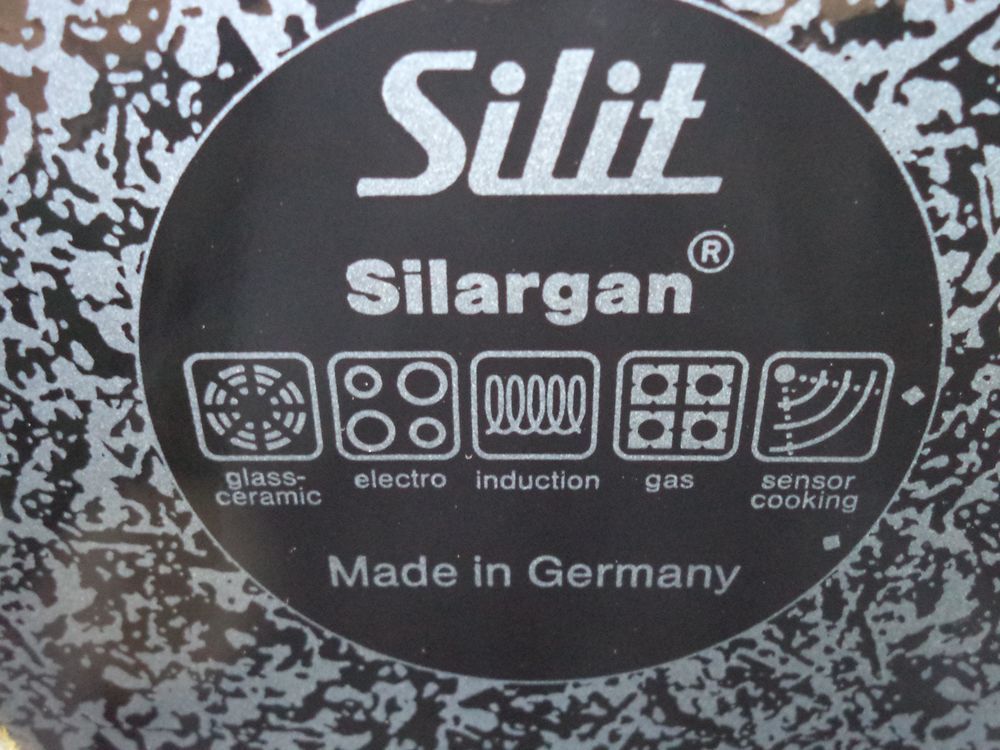 Silit
Silargan®
glass-
ceramic
electro
induction
gas
sensor
cooking
Made in Germany